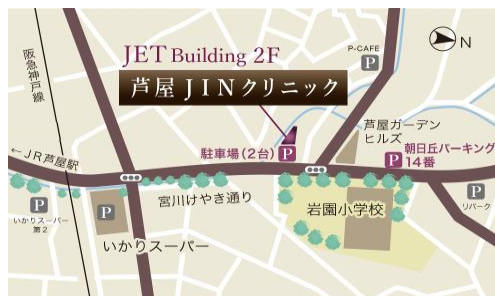 阪急神戸線
JET Building 2F
芦屋 JINクリニック
P-CAFE
P
N
芦屋ガーデン
ヒルズ
駐車場(2台)
P
P
朝日丘パーキング
14番
←JR芦屋駅
宮川けやき通り
岩園小学校
P
いかりスーパー
第2
P
いかりスーパー
P
リパーク